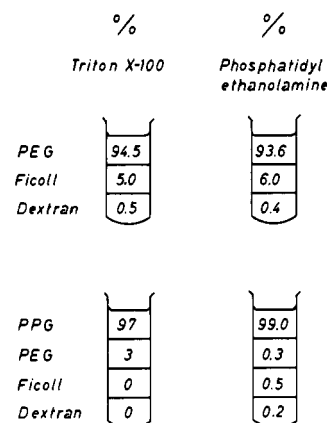 % %
Triton X-100 Phosphatidyl
ethanolamine
PEG 94.5 93.6
Ficoll 5.0 6.0
Dextran 0.5 0.4
PPG 97 99.0
PEG 3 0.3
Ficoll 0 0.5
Dextran 0 0.2